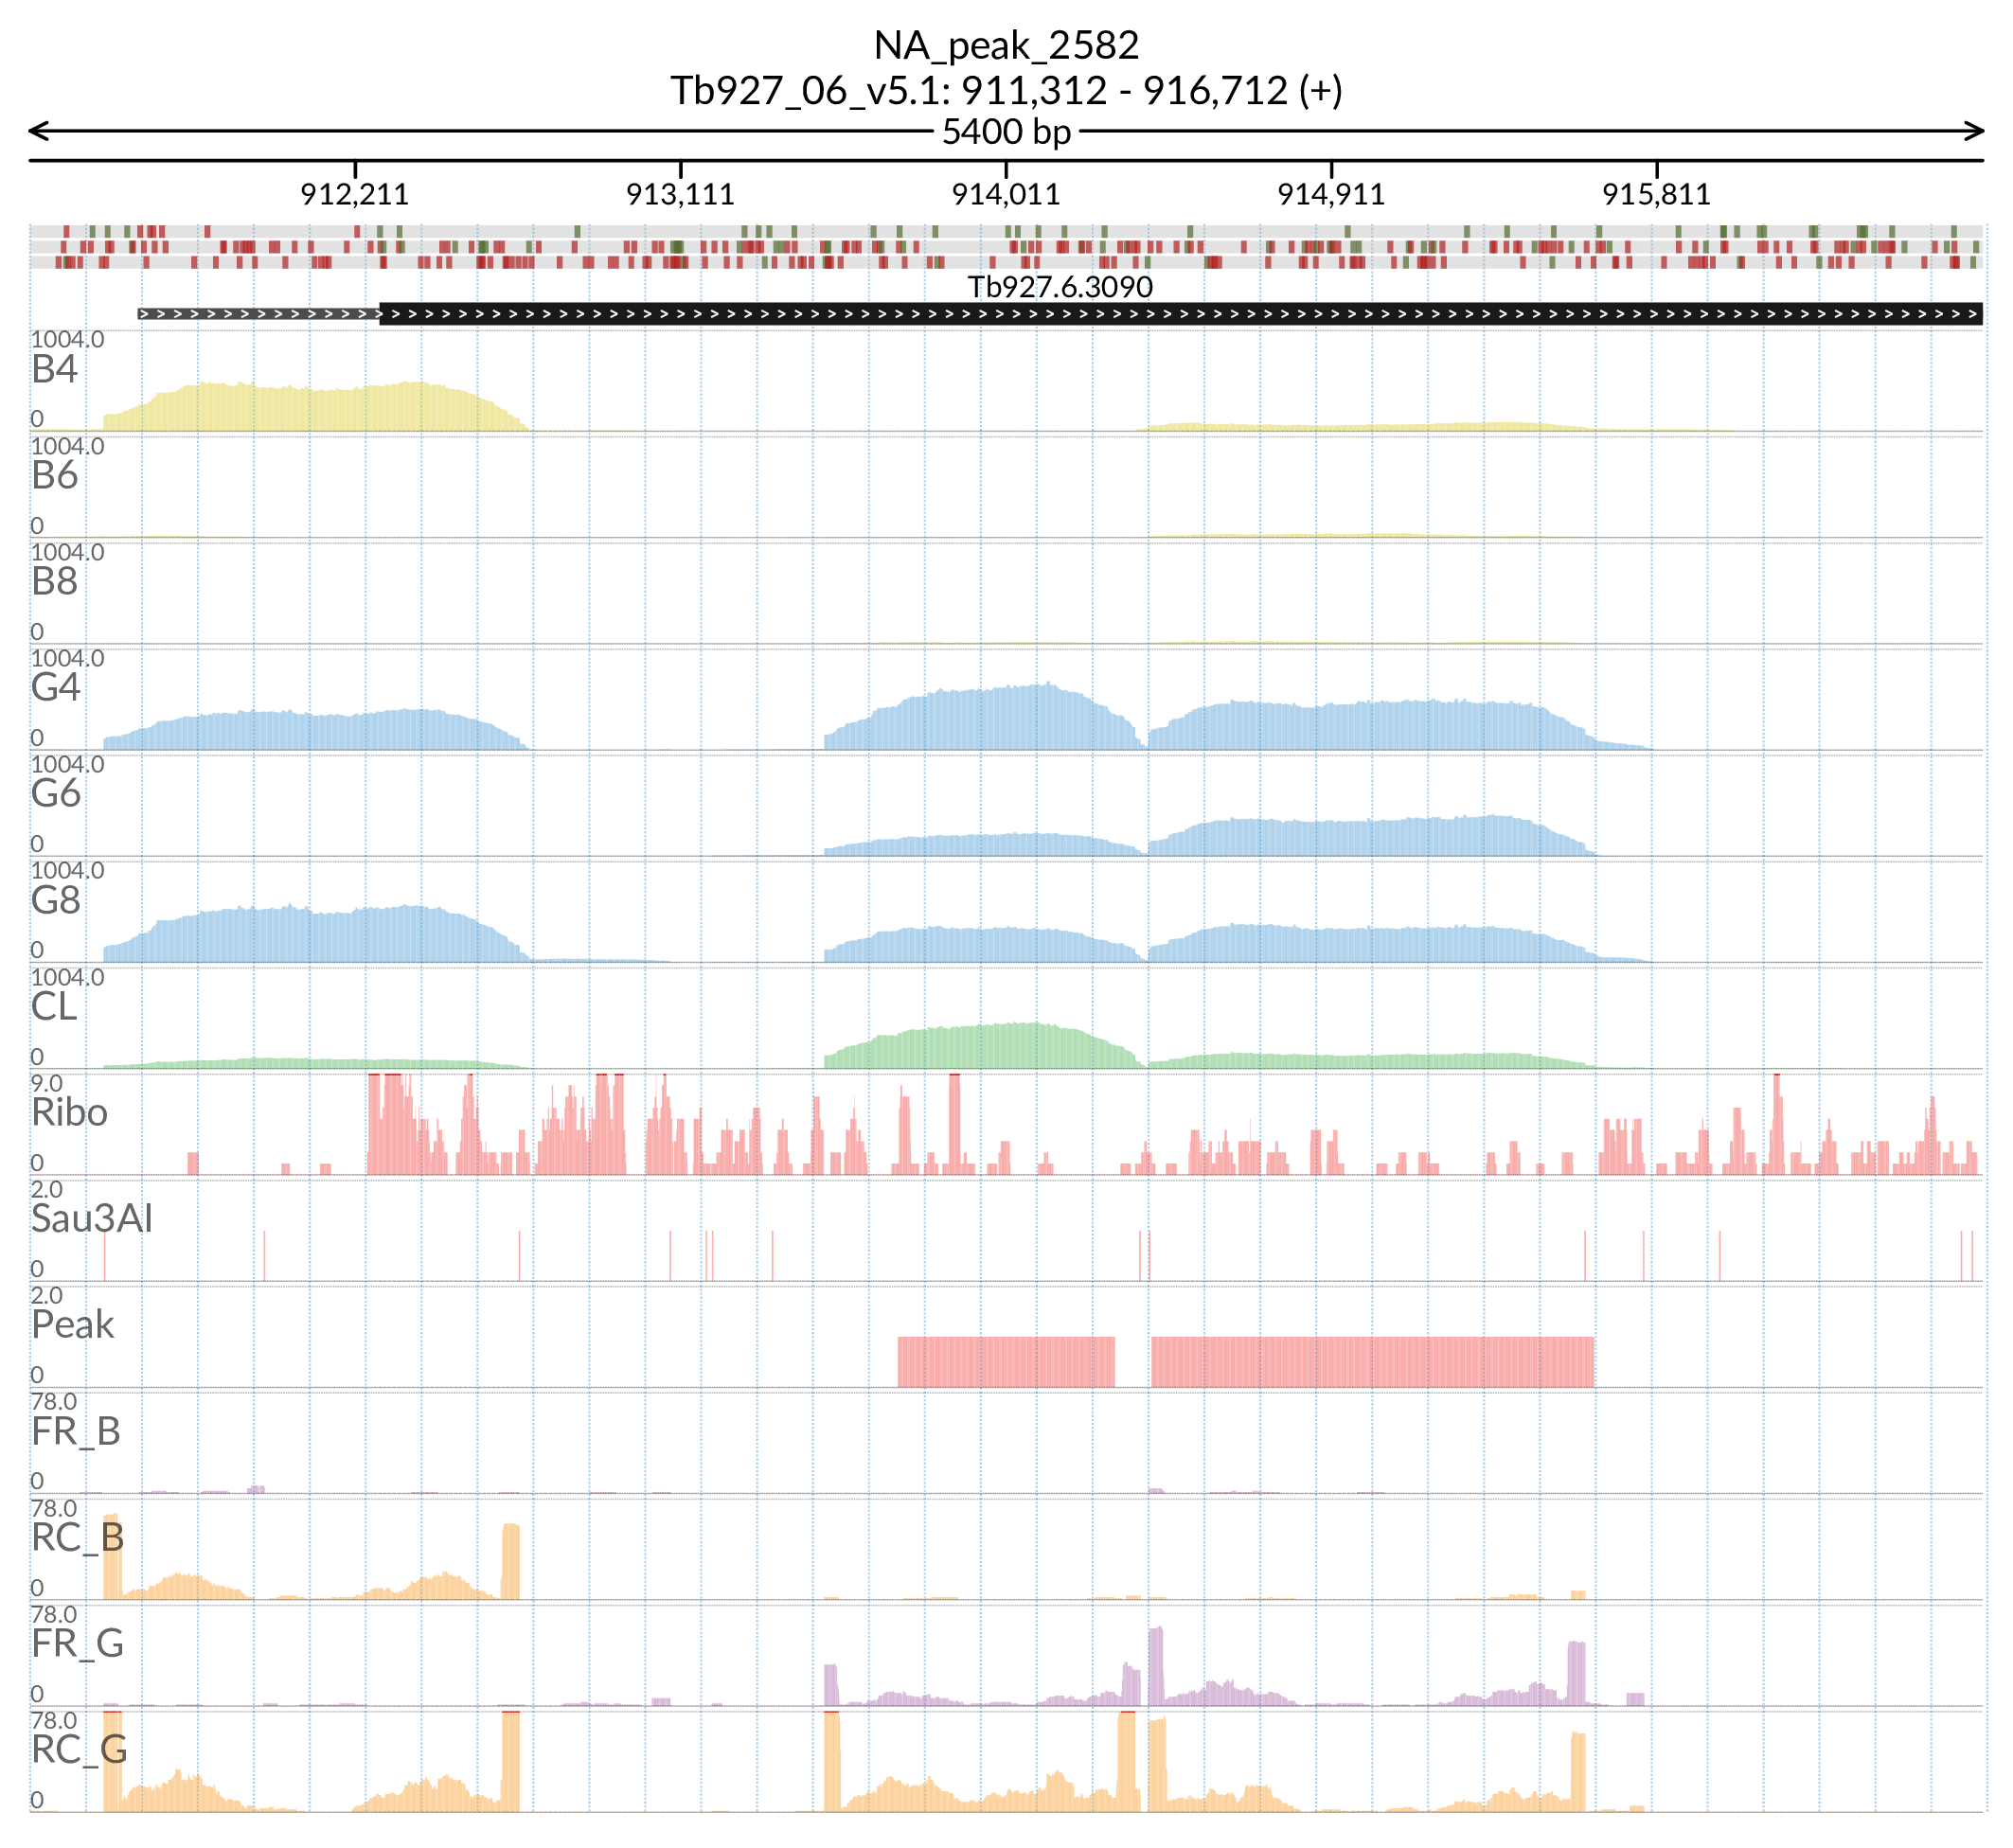 NA_peak_2582
Tb927_06_v5.1: 911,312 - 916,712 (+)
5400 bp
912,211 913,111 914,011 914,911 915,811
Tb927.6.3090
1004.0
B4
0
1004.0
B6
0
1004.0
B8
0
1004.0
G4
0
1004.0
G6
0
1004.0
G8
0
1004.0
CL
0
9.0
Ribo
0
2.0
Sau3AI
0
2.0
Peak
0
78.0
FR_B
0
78.0
RC_B
0
78.0
FR_G
0
78.0
RC_G
0